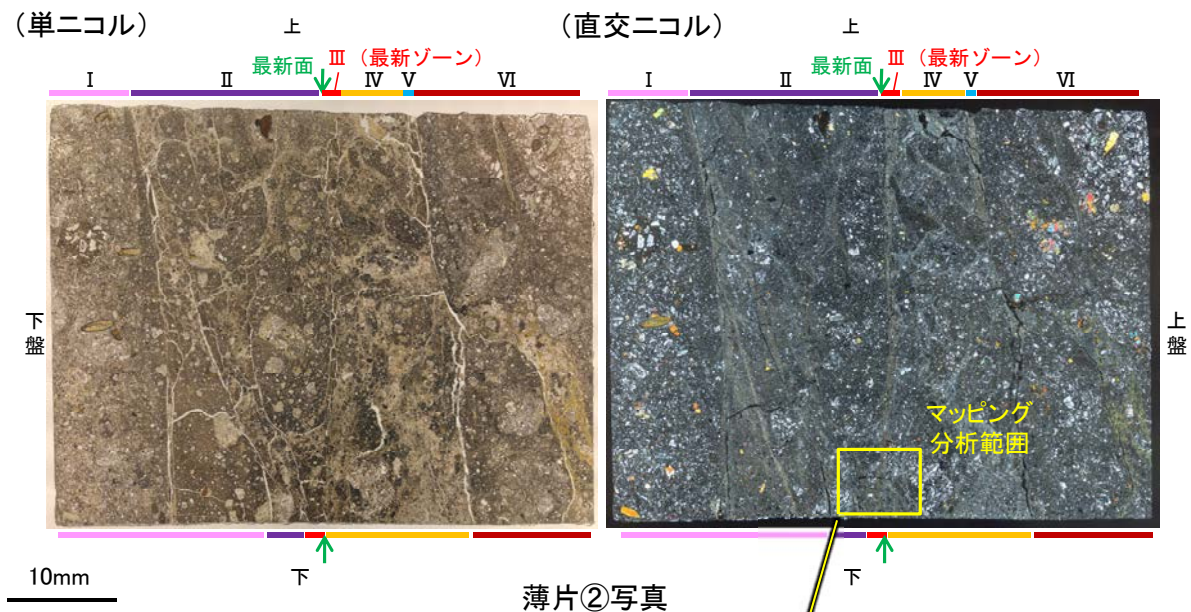 (単ニコル)
上
最新面
Ⅲ(最新ゾーン)
Ⅰ
Ⅱ
Ⅳ
Ⅴ
Ⅵ
下盤
下
10mm
(直交ニコル)
上
最新面
Ⅲ(最新ゾーン)
Ⅰ
Ⅱ
Ⅳ
Ⅴ
Ⅵ
上盤
マッピング
分析範囲
下
薄片②写真